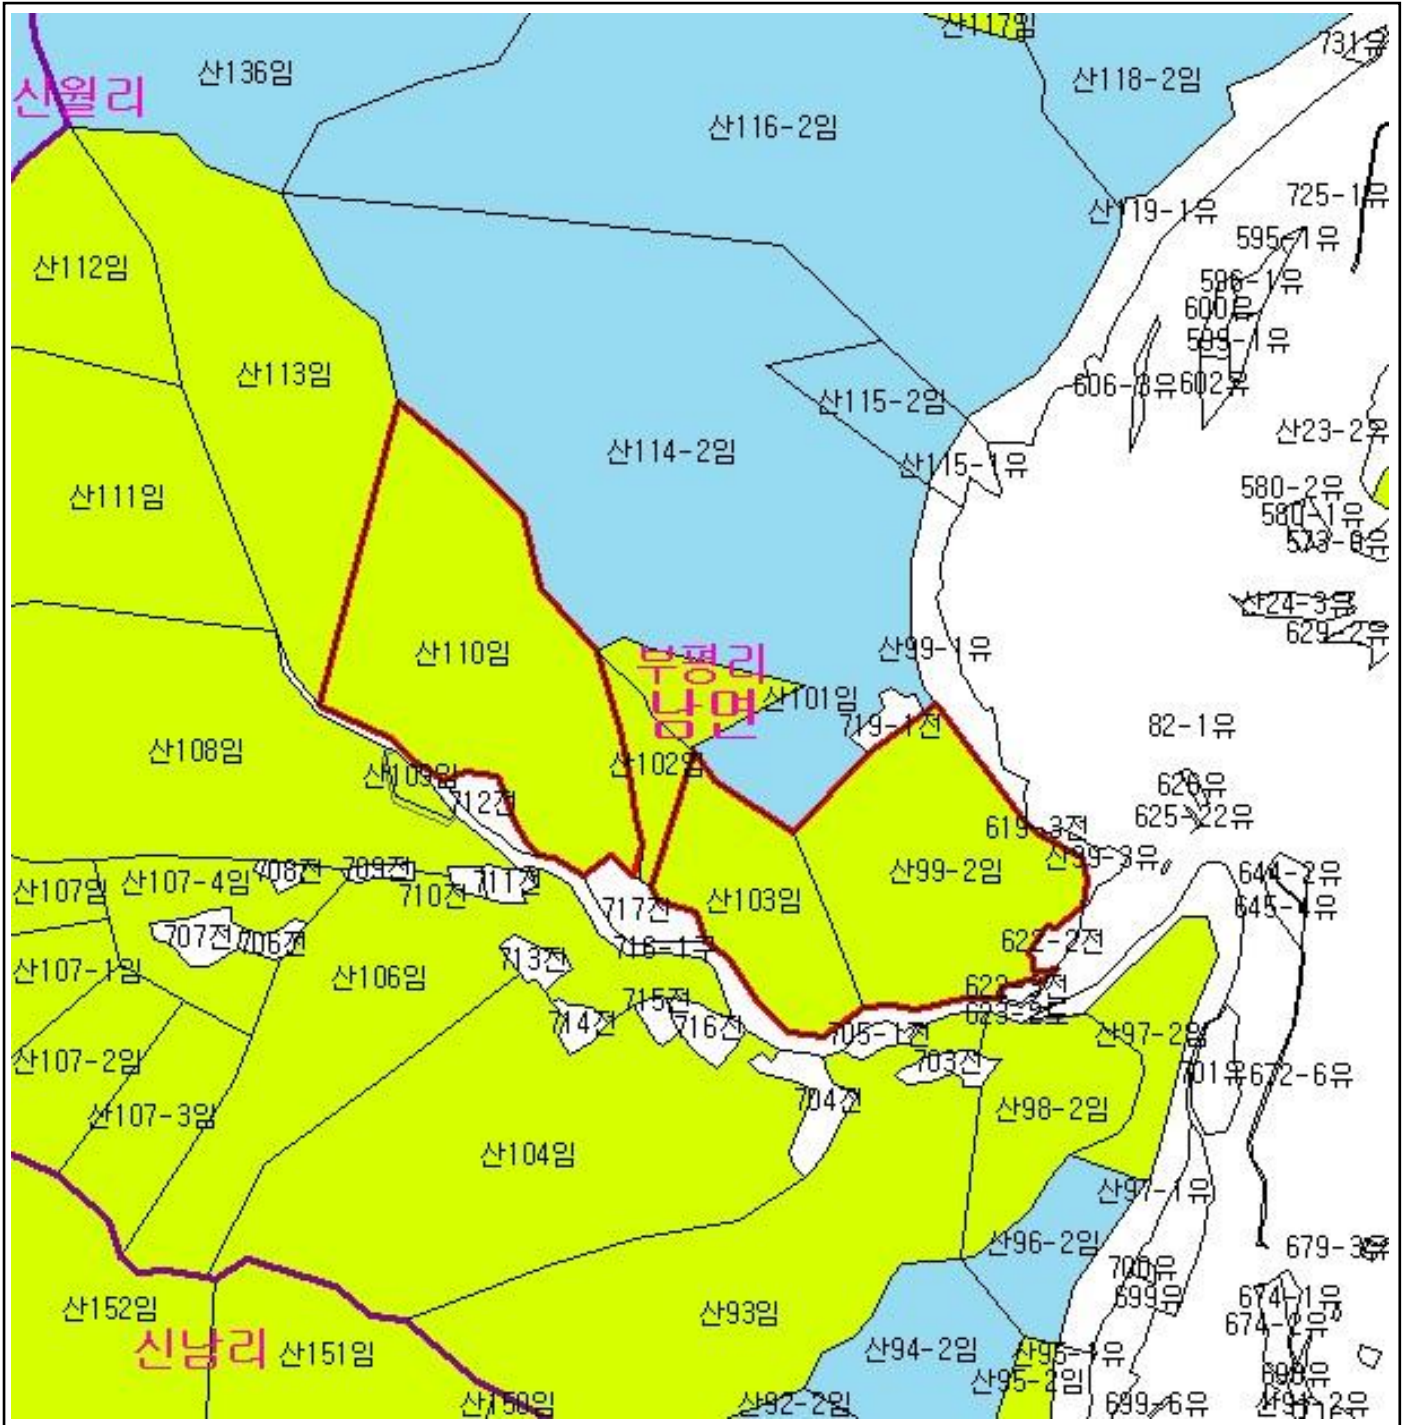 산117임
731유
산136임
산118-2임
신월리
산116-2임
725-1유
산119-1유
595-1유
산112임
596-1유
600유
599-1유
산113임
606-3유
602유
산115-2임
산23-2
산114-2임
산115-1유
580-2유
산111임
580-1유
573-6유
산24-3유
629-2유
산110임
산99-1유
부평리
산101임
남면
719-1전
82-1유
산108임
산102임
산109임
626유
712전
625-22유
619-3전
산99-3유
산107임
산107-4임
708전
709전
710전
711전
산99-2임
644-2유
산103임
717전
645-4유
707전
706전
716-1구
622-2전
산107-1임
산106임
713전
715전
714전
716전
705-1전
산97-2임
산107-2임
703전
701유
672-6유
704전
산107-3임
산98-2임
산104임
산97-1유
산96-2임
679-3유
700유
699유
674-1유
산152임
산93임
674-2유
신남리
산151임
산94-2임
산95-1유
산95-2임
698유
산150임
산92-2임
699-6유
산91-2유